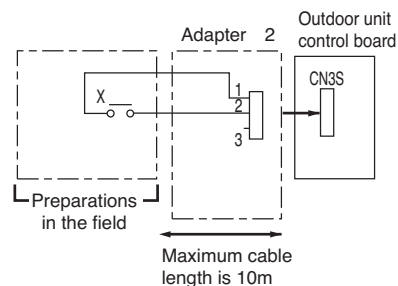 Adapter 2
Outdoor unit
control board
CN3S
X
1
2
3
Preparations
in the field
Maximum cable
length is 10m